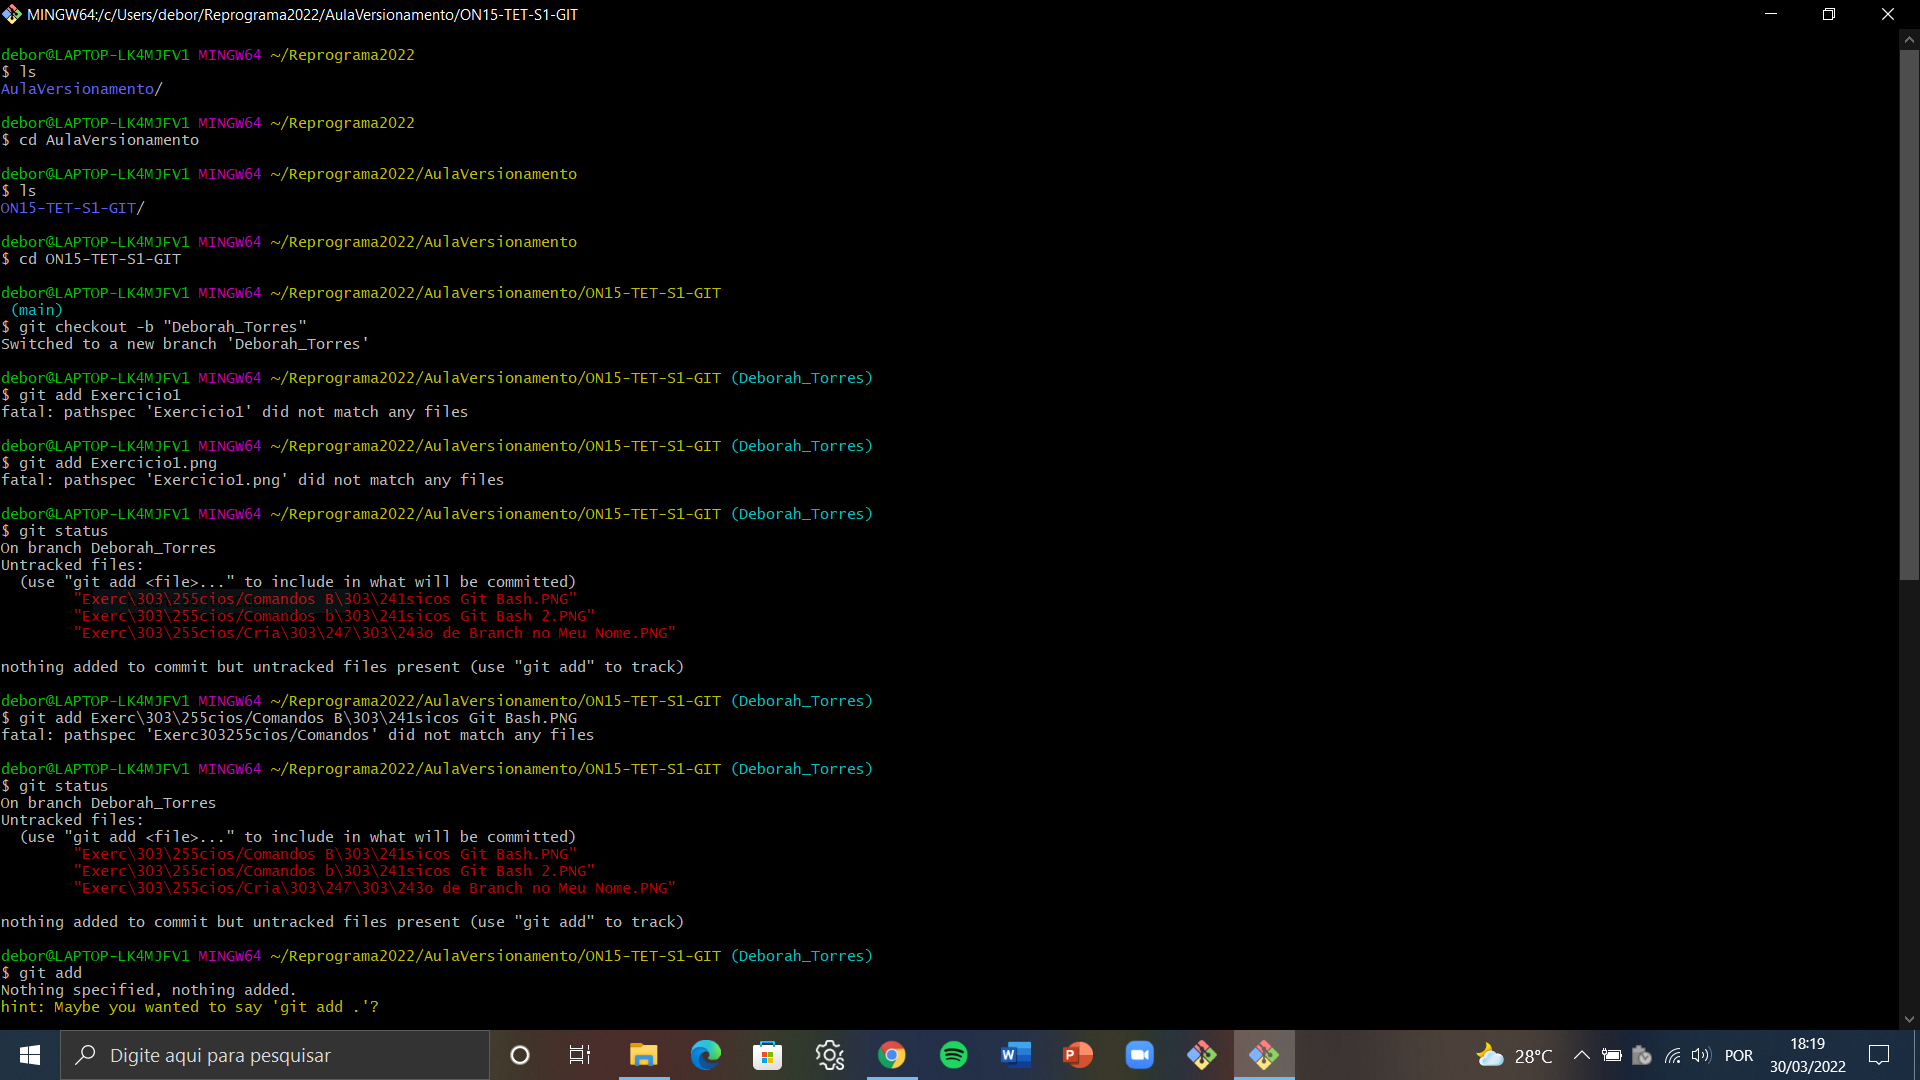 MINGW64:/c/Users/debor/Reprograma2022/AulaVersionamento/ON15-TET-S1-GIT
debor@LAPTOP-LK4MJFV1 MINGW64 ~/Reprograma2022
$ ls
AulaVersionamento/
debor@LAPTOP-LK4MJFV1 MINGW64 ~/Reprograma2022
$ cd AulaVersionamento
debor@LAPTOP-LK4MJFV1 MINGW64 ~/Reprograma2022/AulaVersionamento
$ ls
ON15-TET-S1-GIT/
debor@LAPTOP-LK4MJFV1 MINGW64 ~/Reprograma2022/AulaVersionamento
$ cd ON15-TET-S1-GIT
debor@LAPTOP-LK4MJFV1 MINGW64 ~/Reprograma2022/AulaVersionamento/ON15-TET-S1-GIT
(main)
$ git checkout -b "Deborah_Torres"
Switched to a new branch 'Deborah_Torres'
debor@LAPTOP-LK4MJFV1 MINGW64 ~/Reprograma2022/AulaVersionamento/ON15-TET-S1-GIT (Deborah_Torres)
$ git add Exercicio1
fatal: pathspec 'Exercicio1' did not match any files
debor@LAPTOP-LK4MJFV1 MINGW64 ~/Reprograma2022/AulaVersionamento/ON15-TET-S1-GIT (Deborah_Torres)
$ git add Exercicio1.png
fatal: pathspec 'Exercicio1.png' did not match any files
debor@LAPTOP-LK4MJFV1 MINGW64 ~/Reprograma2022/AulaVersionamento/ON15-TET-S1-GIT (Deborah_Torres)
$ git status
On branch Deborah_Torres
Untracked files:
(use "git add <file>..." to include in what will be committed)
"Exerc\303\255cios/Comandos B\303\241sicos Git Bash.PNG"
"Exerc\303\255cios/Comandos b\303\241sicos Git Bash 2.PNG"
"Exerc\303\255cios/Cria\303\247\303\243o de Branch no Meu Nome.PNG"
nothing added to commit but untracked files present (use "git add" to track)
debor@LAPTOP-LK4MJFV1 MINGW64 ~/Reprograma2022/AulaVersionamento/ON15-TET-S1-GIT (Deborah_Torres)
$ git add Exerc\303\255cios/Comandos B\303\241sicos Git Bash.PNG
fatal: pathspec 'Exerc303255cios/Comandos' did not match any files
debor@LAPTOP-LK4MJFV1 MINGW64 ~/Reprograma2022/AulaVersionamento/ON15-TET-S1-GIT (Deborah_Torres)
$ git status
On branch Deborah_Torres
Untracked files:
(use "git add <file>..." to include in what will be committed)
"Exerc\303\255cios/Comandos B\303\241sicos Git Bash.PNG"
"Exerc\303\255cios/Comandos b\303\241sicos Git Bash 2.PNG"
"Exerc\303\255cios/Cria\303\247\303\243o de Branch no Meu Nome.PNG"
nothing added to commit but untracked files present (use "git add" to track)
debor@LAPTOP-LK4MJFV1 MINGW64 ~/Reprograma2022/AulaVersionamento/ON15-TET-S1-GIT (Deborah_Torres)
$ git add
Nothing specified, nothing added.
hint: Maybe you wanted to say 'git add .'?
Digite aqui para pesquisar
28°C
POR
18:19
30/03/2022